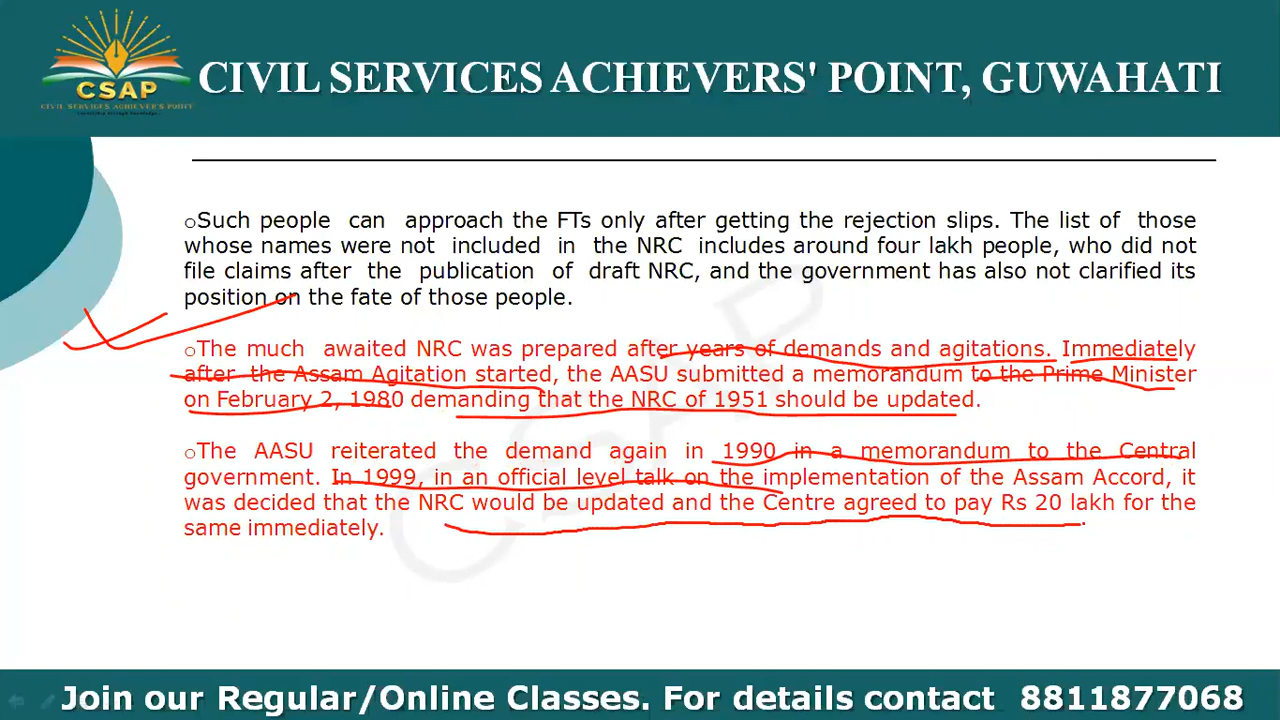 CSAP
CIVIL SERVICES ACHIEVER'S POINT
CIVIL SERVICES ACHIEVERS' POINT, GUWAHATI
oSuch people can approach the FTs only after getting the rejection slips. The list of those
whose names were not included in the NRC includes around four lakh people, who did not
file claims after the publication of draft NRC, and the government has also not clarified its
position on the fate of those people.
oThe much awaited NRC was prepared after years of demands and agitations. Immediately
after the Assam Agitation started, the AASU submitted a memorandum to the Prime Minister
on February 2, 1980 demanding that the NRC of 1951 should be updated.
oThe AASU reiterated the demand again in 1990 in a memorandum to the Central
government. In 1999, in an official level talk on the implementation of the Assam Accord, it
was decided that the NRC would be updated and the Centre agreed to pay Rs 20 lakh for the
same immediately.
CSAP
Join our Regular/Online Classes. For details contact 8811877068